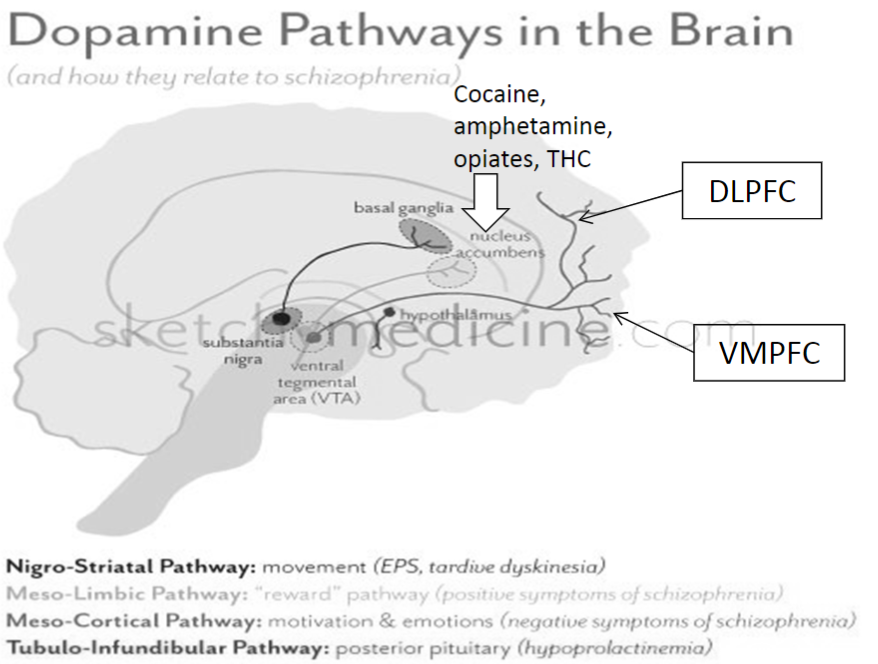 Dopamine Pathways in the Brain
(and how they relate to schizophrenia)
Cocaine,
amphetamine,
opiates, THC
DLPFC
basal ganglia
nucleus
accumbens
hypothalamus
sketchymedicine.com
substantia
nigra
ventral
tegmental
area (VTA)
VMPFC
Nigro-Striatal Pathway: movement (EPS, tardive dyskinesia)
Meso-Limbic Pathway: "reward" pathway (positive symptoms of schizophrenia)
Meso-Cortical Pathway: motivation & emotions (negative symptoms of schizophrenia)
Tubulo-Infundibular Pathway: posterior pituitary (hypoprolactinemia)